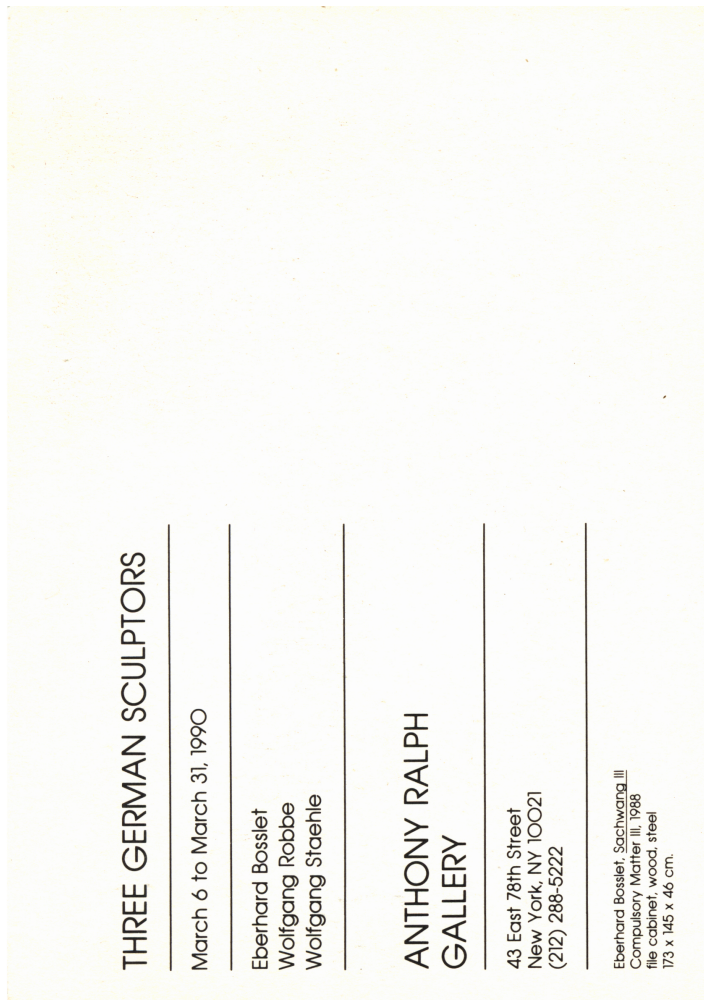 THREE GERMAN SCULPTORS
March 6 to March 31, 1990
Eberhard Bosslet
Wolfgang Robbe
Wolfgang Staehle
ANTHONY RALPH
GALLERY
43 East 78th Street
New York, NY 10021
(212) 288-5222
Eberhard Bosslet, Sachwang III
Compulsory Matter III, 1988
file cabinet, wood, steel
173 x 145 x 46 cm.